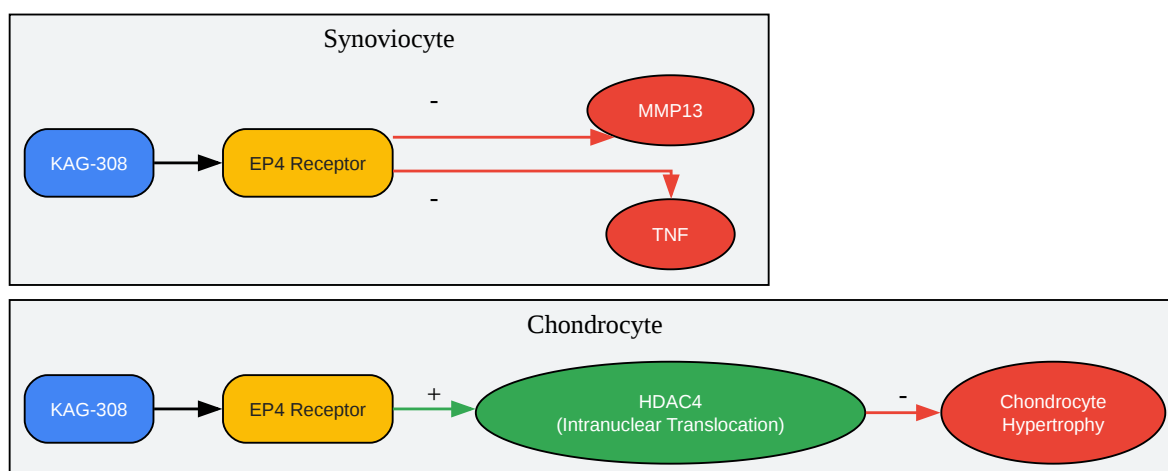 Synoviocyte
KAG-308
EP4 Receptor
-
MMP13
-
TNF
Chondrocyte
KAG-308
EP4 Receptor
+
HDAC4
(Intranuclear Translocation)
-
Chondrocyte
Hypertrophy